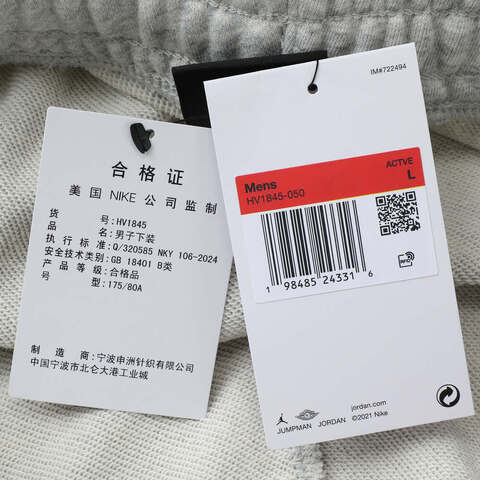 合格证
美国 NIKE 公司监制
货号:HV1845
品名:男子下装
执行标准:Q/320585 NKY 106-2024
安全技术类别:GB 18401 B类
产品等级:合格品
型号:175/80A
制造商:宁波申洲针织有限公司
中国宁波市北仑大港工业城
IM#722494
ACTVE
Mens L
HV1845-050
RFID
1 98485 24331 6
jordan.com
JUMPMAN JORDAN ©2021 Nike